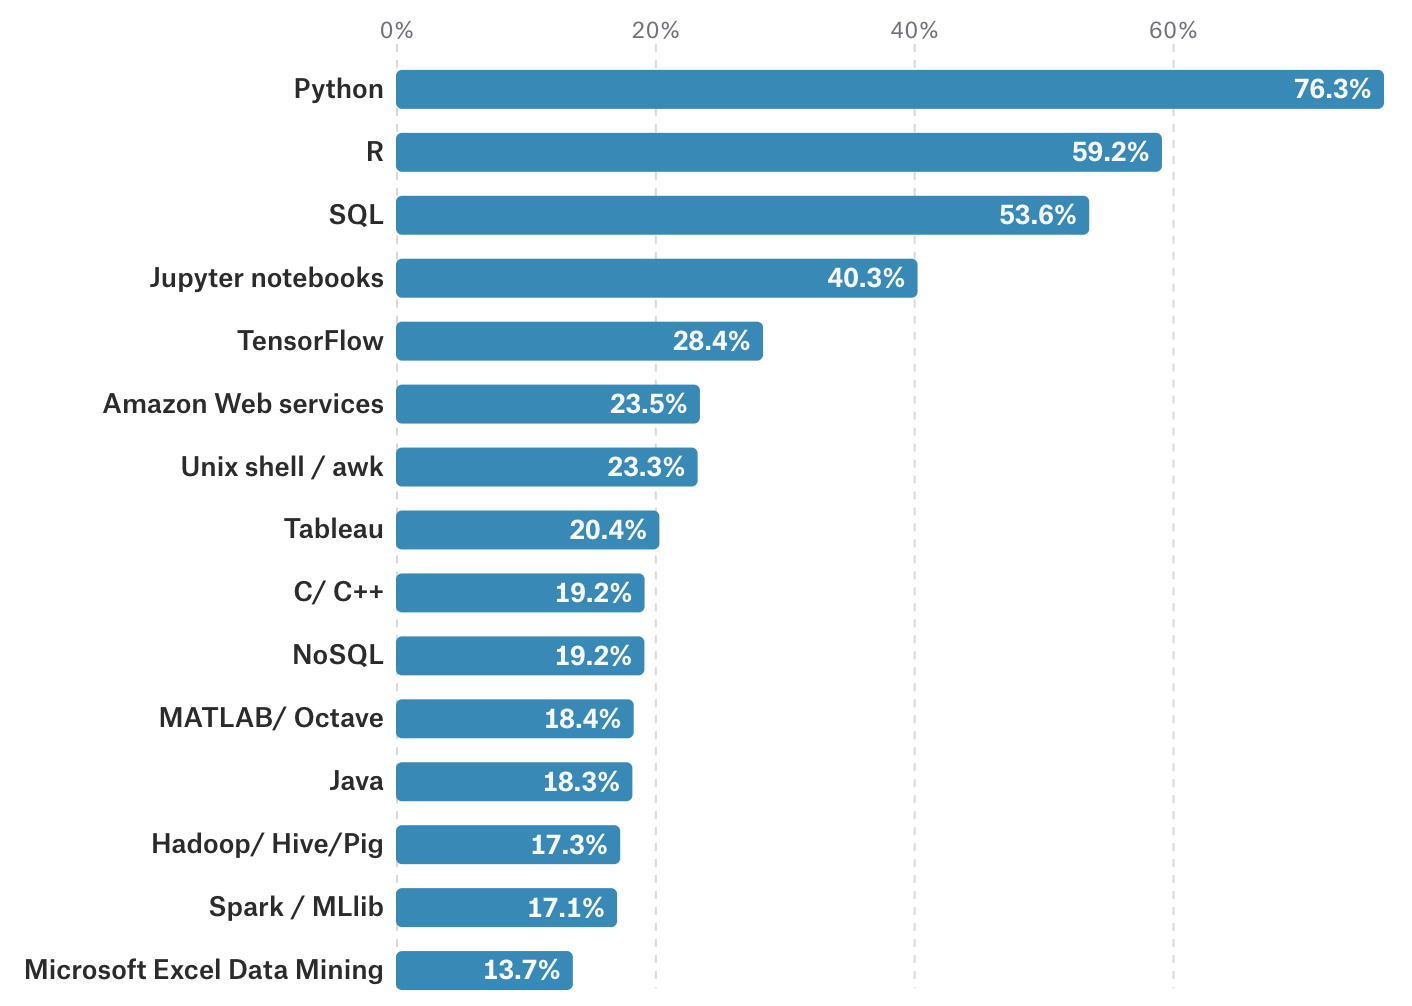 0% 20% 40% 60%
Python 76.3%
R 59.2%
SQL 53.6%
Jupyter notebooks 40.3%
TensorFlow 28.4%
Amazon Web services 23.5%
Unix shell / awk 23.3%
Tableau 20.4%
C/ C++ 19.2%
NoSQL 19.2%
MATLAB/ Octave 18.4%
Java 18.3%
Hadoop/ Hive/Pig 17.3%
Spark / MLlib 17.1%
Microsoft Excel Data Mining 13.7%